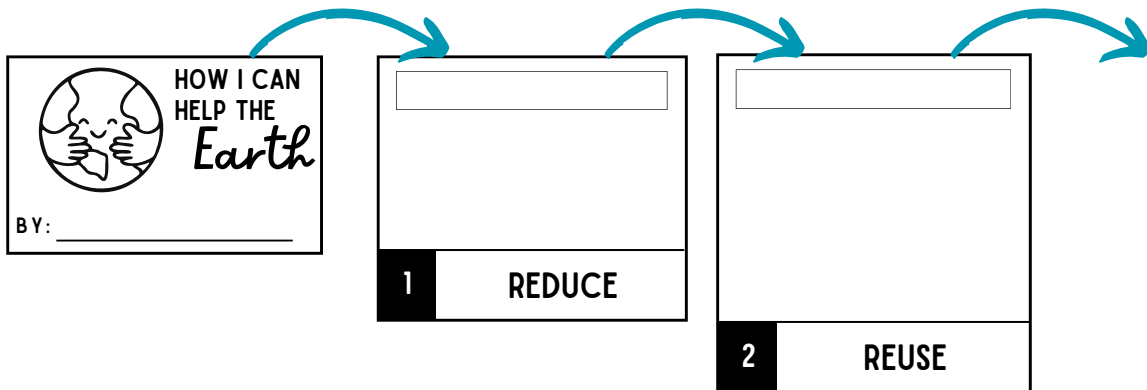 HOW I CAN
HELP THE
Earth
BY:
1 REDUCE
2 REUSE